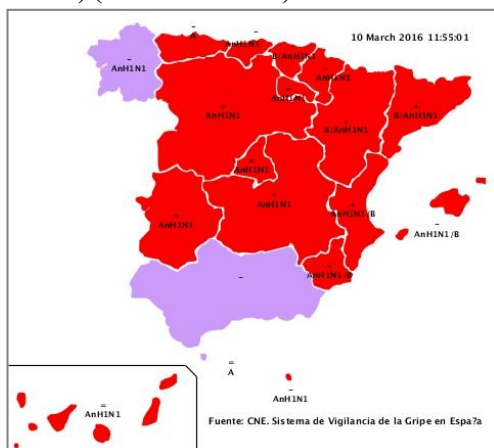 A
10 March 2016 11:55:01
AnH1N1
AnH1N1
B/AnH1N1
AnH1N1
AnH1N1
AnH1N1
B/AnH1N1
B/AnH1N1
AnH1N1
AnH1N1
AnH1N1
AnH1N1/B
AnH1N1/B
AnH1N1/B
A
AnH1N1
AnH1N1
Fuente: CNE. Sistema de Vigilancia de la Gripe en Espa?a